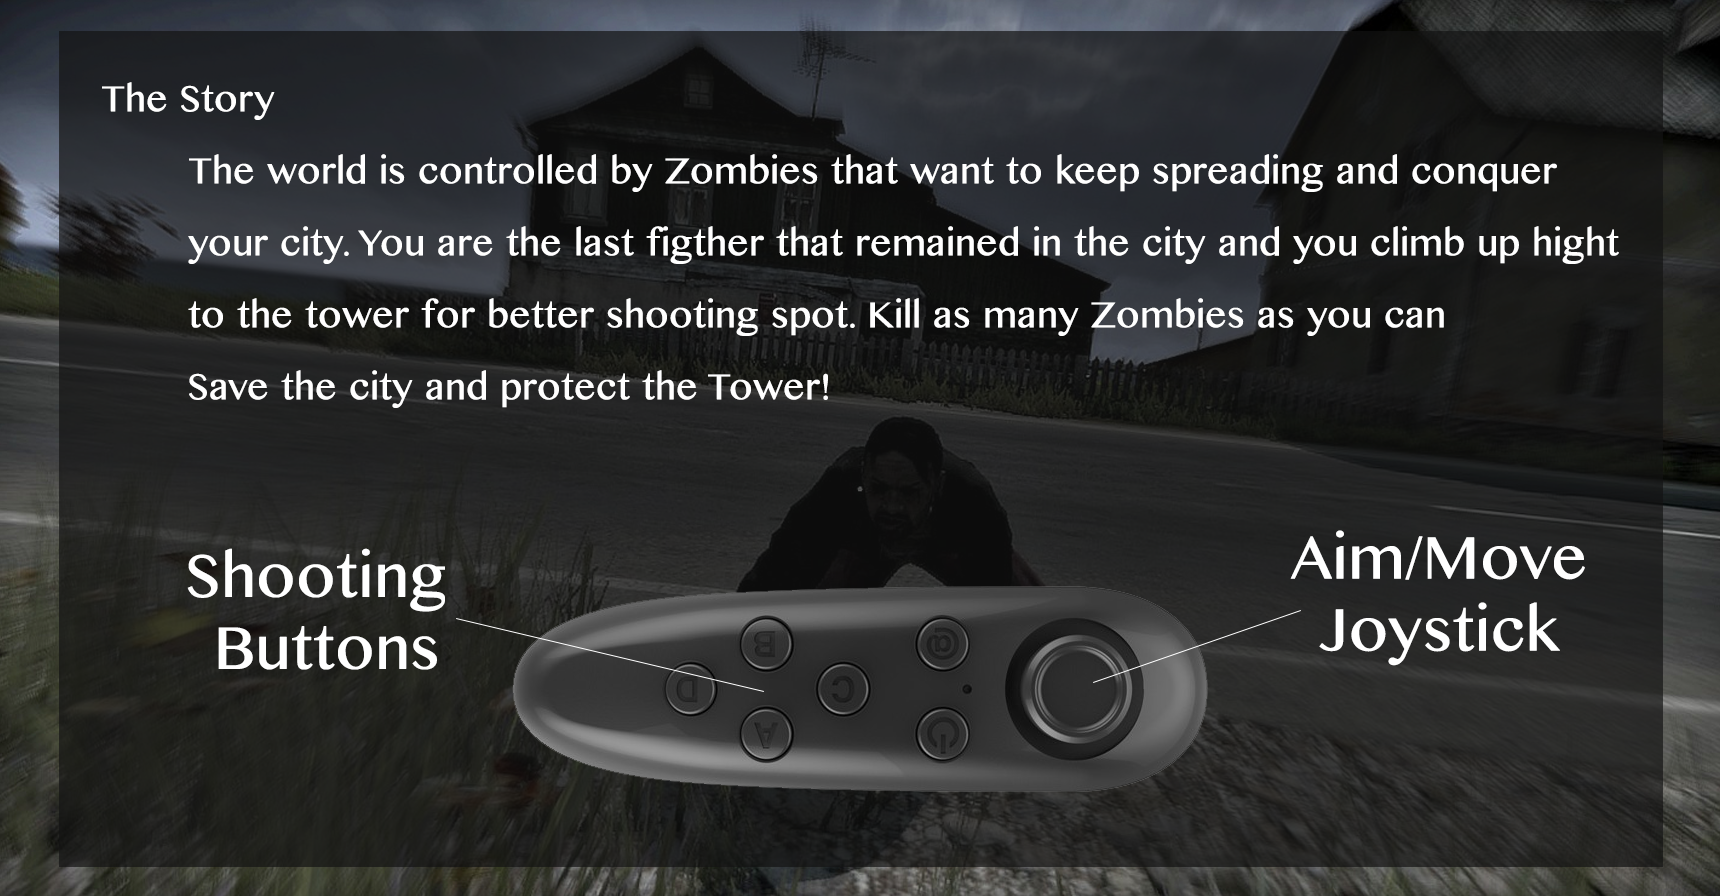 The Story
The world is controlled by Zombies that want to keep spreading and conquer
your city. You are the last figther that remained in the city and you climb up hight
to the tower for better shooting spot. Kill as many Zombies as you can
Save the city and protect the Tower!
Shooting
Buttons
Aim/Move
Joystick
B
@
D
C
A